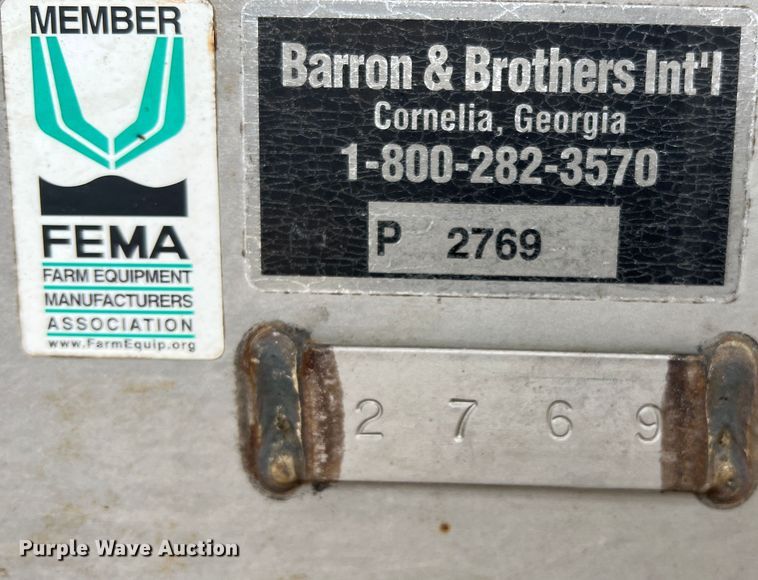 MEMBER
FEMA
FARM EQUIPMENT
MANUFACTURERS
ASSOCIATION
www.FarmEquip.org
Barron & Brothers Int'l
Cornelia, Georgia
1-800-282-3570
P 2769
2769
Purple Wave Auction